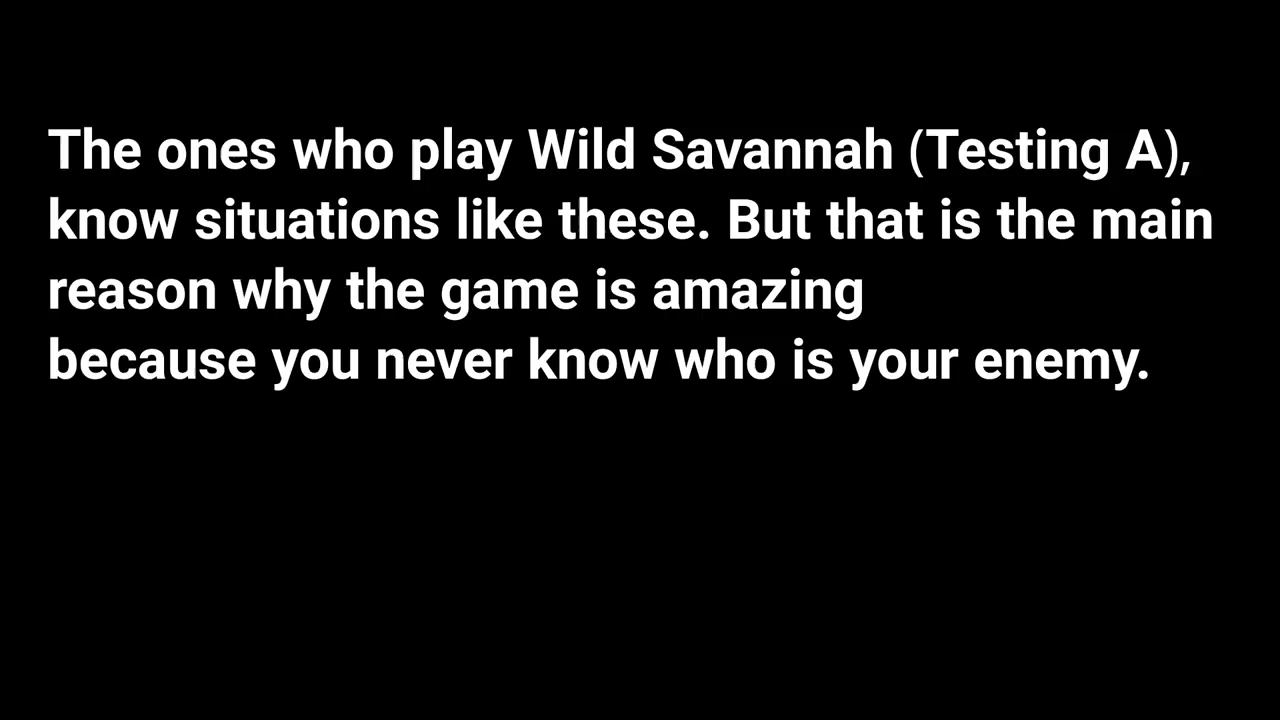 The ones who play Wild Savannah (Testing A),
know situations like these. But that is the main
reason why the game is amazing
because you never know who is your enemy.